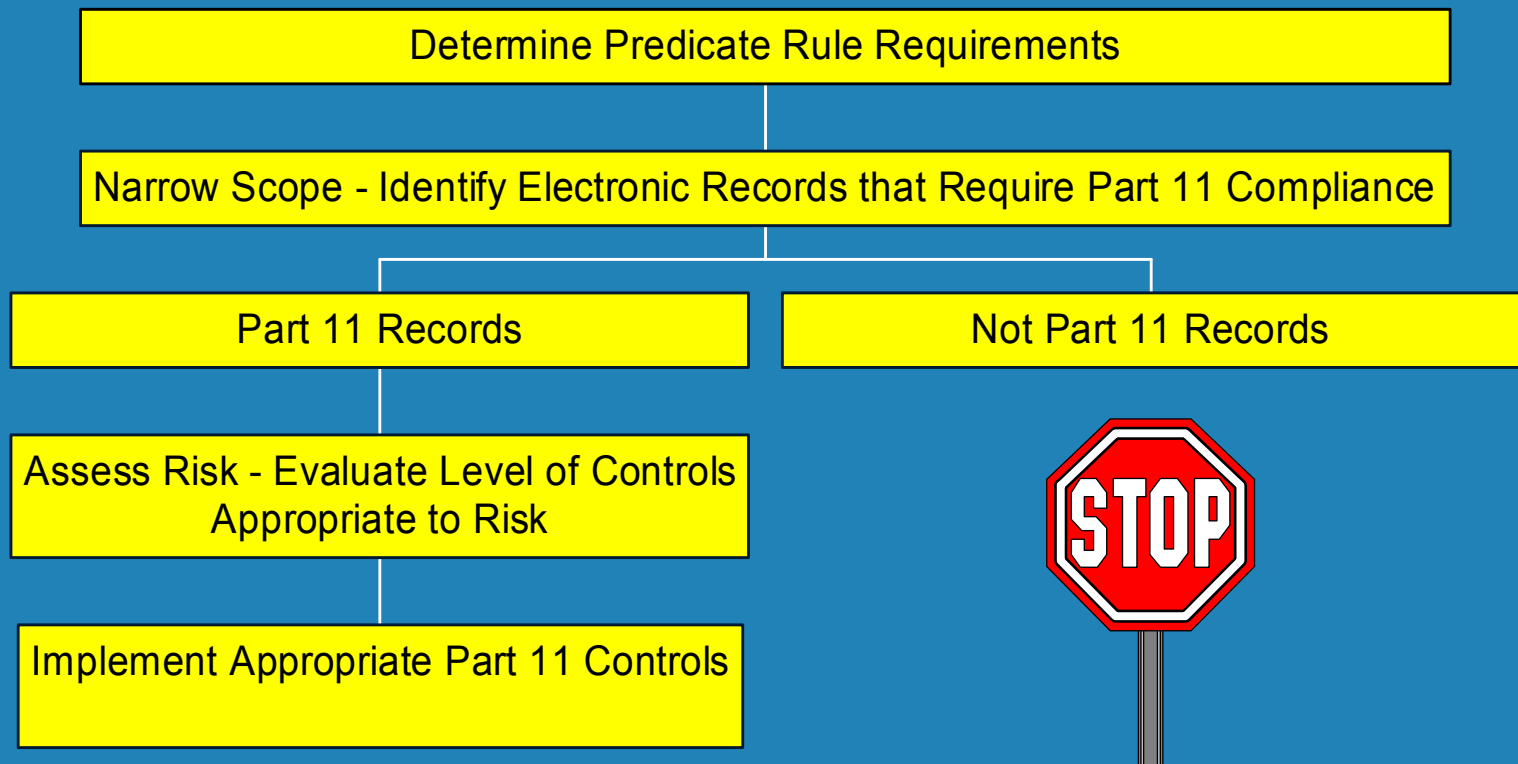 Determine Predicate Rule Requirements
Narrow Scope - Identify Electronic Records that Require Part 11 Compliance
Part 11 Records
Not Part 11 Records
Assess Risk - Evaluate Level of Controls
Appropriate to Risk
STOP
Implement Appropriate Part 11 Controls